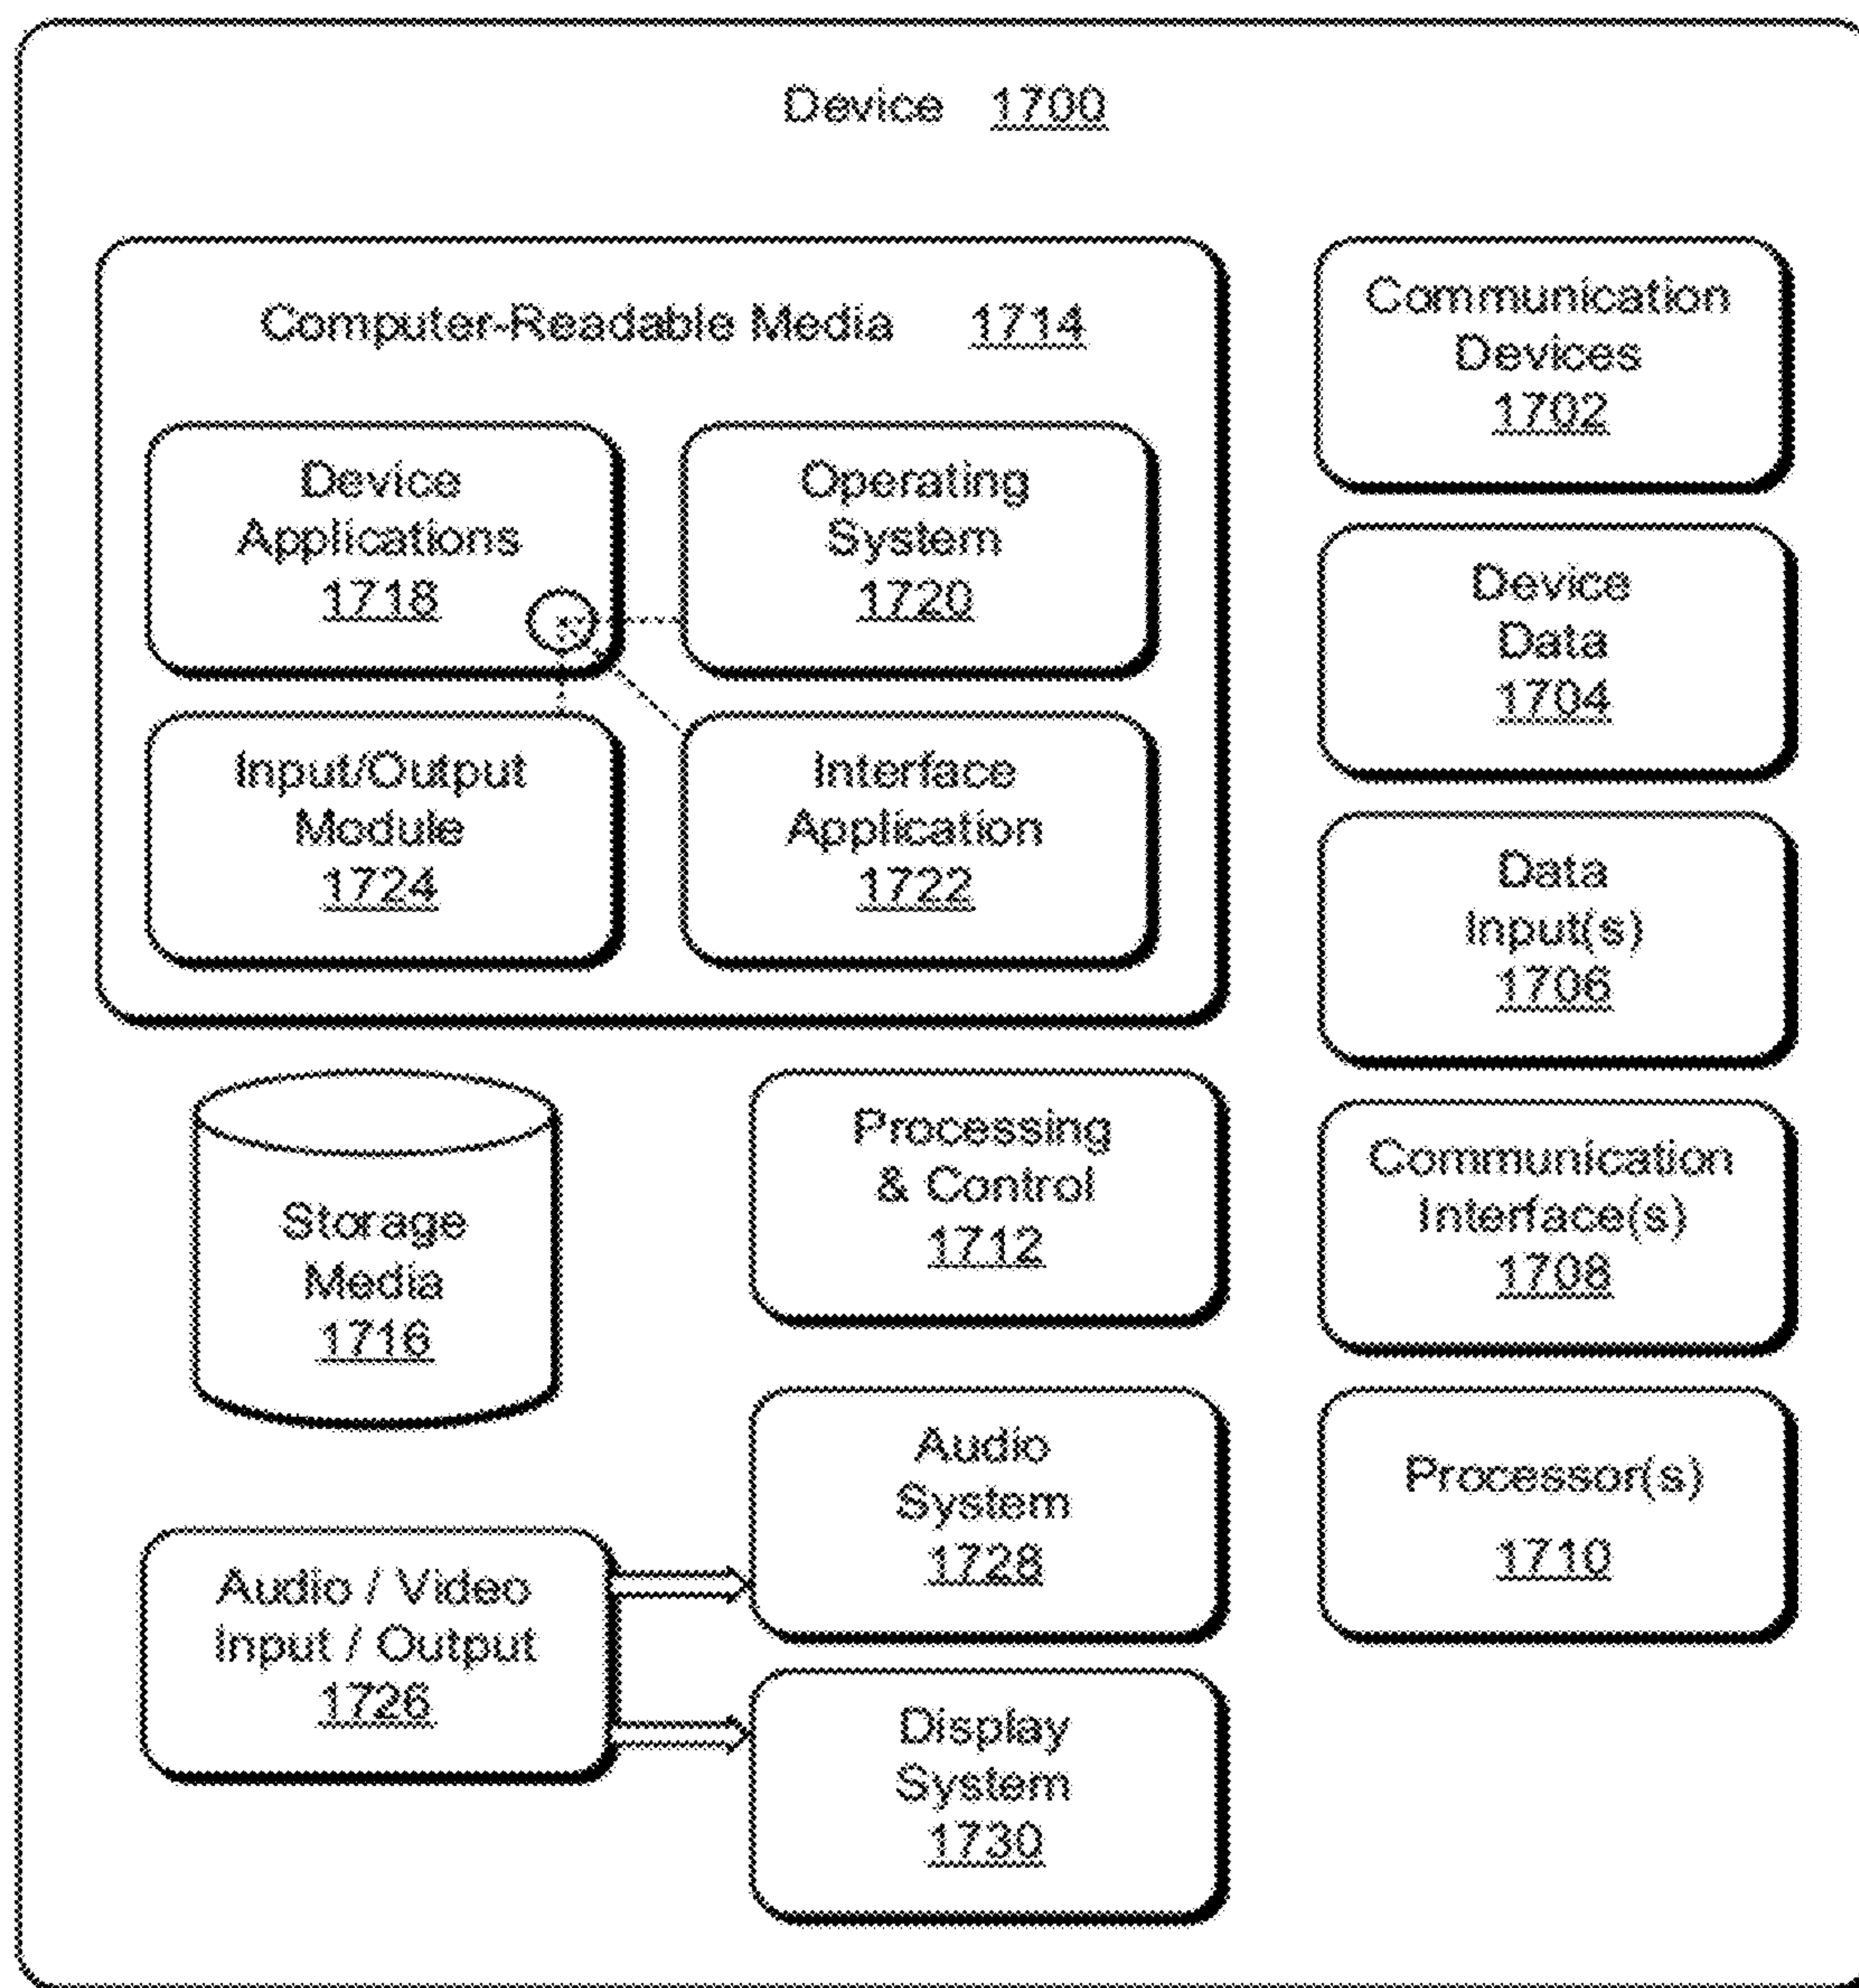 Device 1700
Computer-Readable Media 1714
Device
Applications
1718
Operating
System
1720
Input/Output
Module
1724
Interface
Application
1722
Storage
Media
1716
Processing
& Control
1712
Audio / Video
Input / Output
1726
Audio
System
1728
Display
System
1730
Communication
Devices
1702
Device
Data
1704
Data
Input(s)
1706
Communication
Interface(s)
1708
Processor(s)
1710